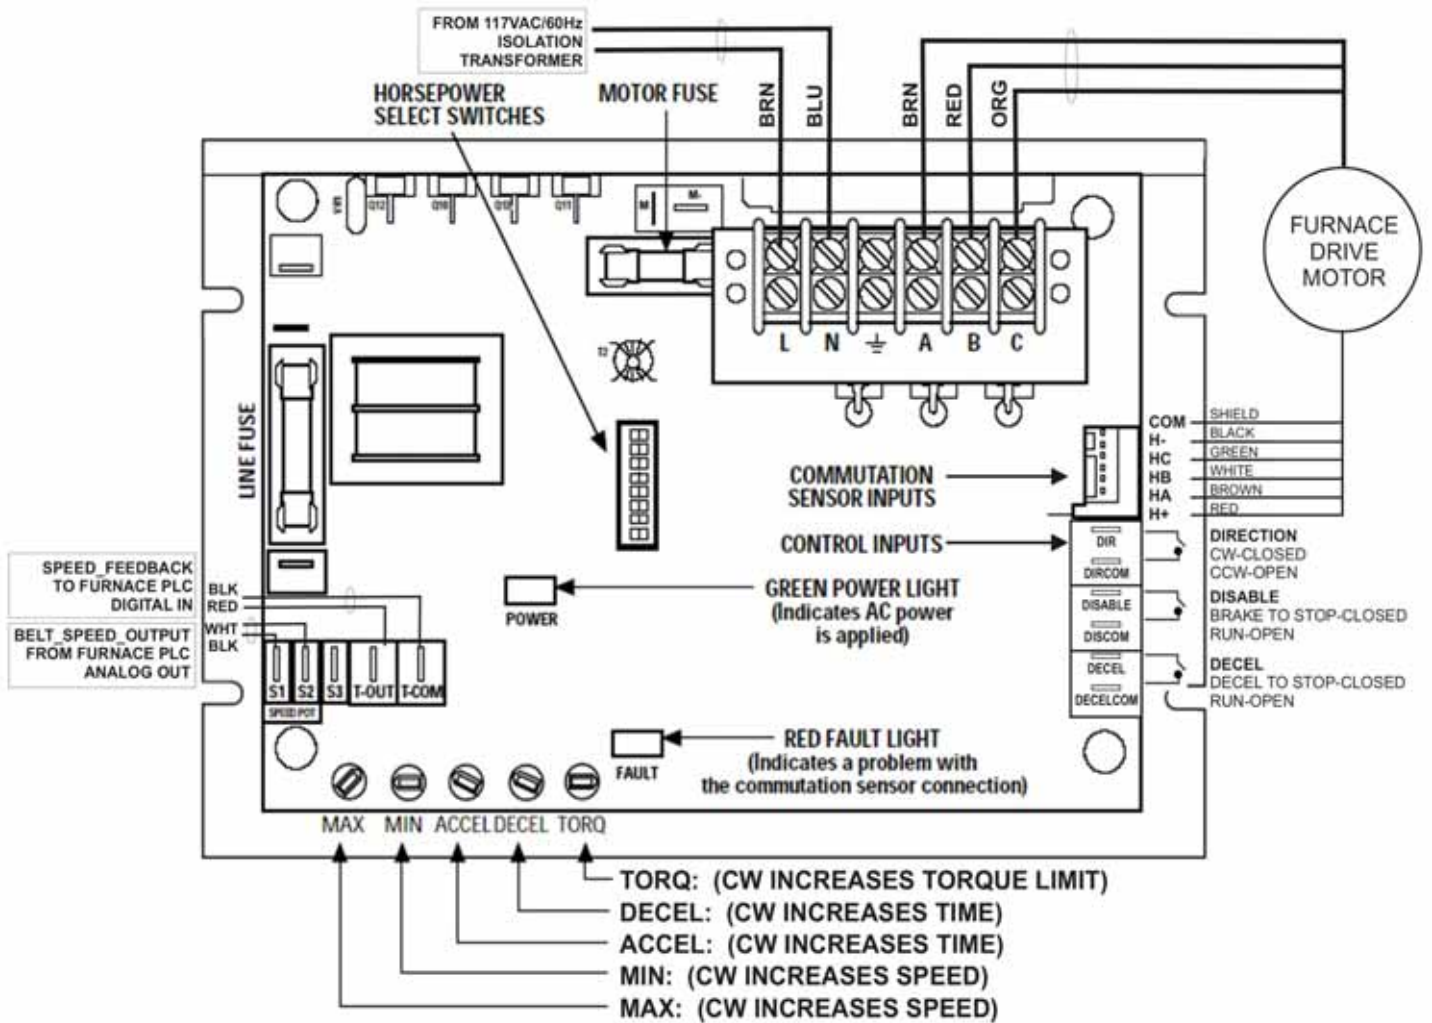 FROM 117VAC/60Hz
ISOLATION
TRANSFORMER
HORSEPOWER
SELECT SWITCHES
MOTOR FUSE
BRN
BLU
BRN
RED
ORG
FURNACE
DRIVE
MOTOR
Q12
Q10
Q11
M
M-
L
N
A
B
C
LINE FUSE
COMMUTATION
SENSOR INPUTS
COM
SHIELD
H-
BLACK
HC
GREEN
HB
WHITE
HA
BROWN
H+
RED
CONTROL INPUTS
DIR
DIRCOM
DISABLE
DISCOM
DECEL
DECELCOM
DIRECTION
CW-CLOSED
CCW-OPEN
DISABLE
BRAKE TO STOP-CLOSED
RUN-OPEN
DECEL
DECEL TO STOP-CLOSED
RUN-OPEN
GREEN POWER LIGHT
(Indicates AC power
is applied)
POWER
SPEED_FEEDBACK
TO FURNACE PLC
DIGITAL IN
BLK
RED
BELT_SPEED_OUTPUT
FROM FURNACE PLC
ANALOG OUT
WHT
BLK
S1
S2
S3
T-OUT
T-COM
SPEED POT
RED FAULT LIGHT
(Indicates a problem with
the commutation sensor connection)
FAULT
MAX
MIN
ACCEL
DECEL
TORQ
TORQ: (CW INCREASES TORQUE LIMIT)
DECEL: (CW INCREASES TIME)
ACCEL: (CW INCREASES TIME)
MIN: (CW INCREASES SPEED)
MAX: (CW INCREASES SPEED)